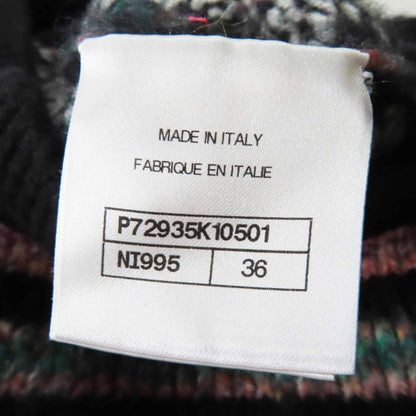 MADE IN ITALY
FABRIQUE EN ITALIE
P72935K10501
NI995 36